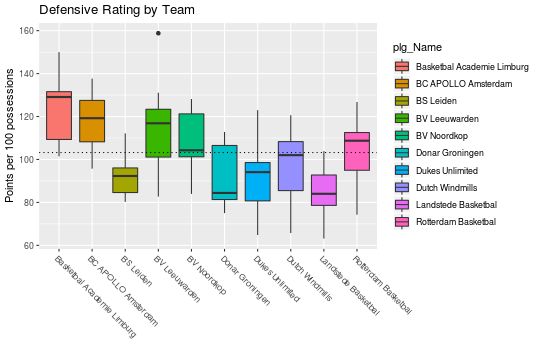 Defensive Rating by Team
Points per 100 possessions
160
140
120
100
80
60
Basketbal Academie Limburg
BC APOLLO Amsterdam
BS Leiden
BV Leeuwarden
BV Noordkop
Donar Groningen
Dukes Unlimited
Dutch Windmills
Landstede Basketbal
Rotterdam Basketbal
plg_Name
Basketbal Academie Limburg
BC APOLLO Amsterdam
BS Leiden
BV Leeuwarden
BV Noordkop
Donar Groningen
Dukes Unlimited
Dutch Windmills
Landstede Basketbal
Rotterdam Basketbal